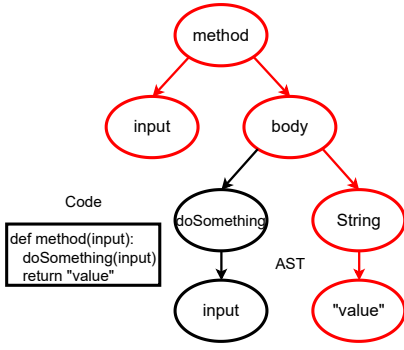 method
input
body
Code
doSomething
String
def method(input):
doSomething(input)
return "value"
AST
input
"value"